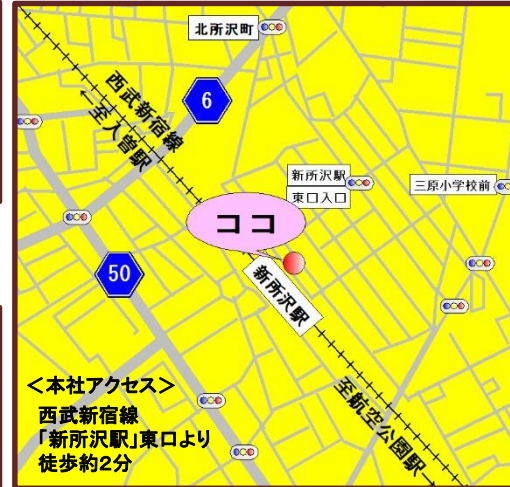 北所沢町
6
西武新宿線
←至入曽駅
新所沢駅
東口入口
三原小学校前
ココ
50
新所沢駅
至航空公園駅→
＜本社アクセス＞
西武新宿線
「新所沢駅」東口より
徒歩約2分